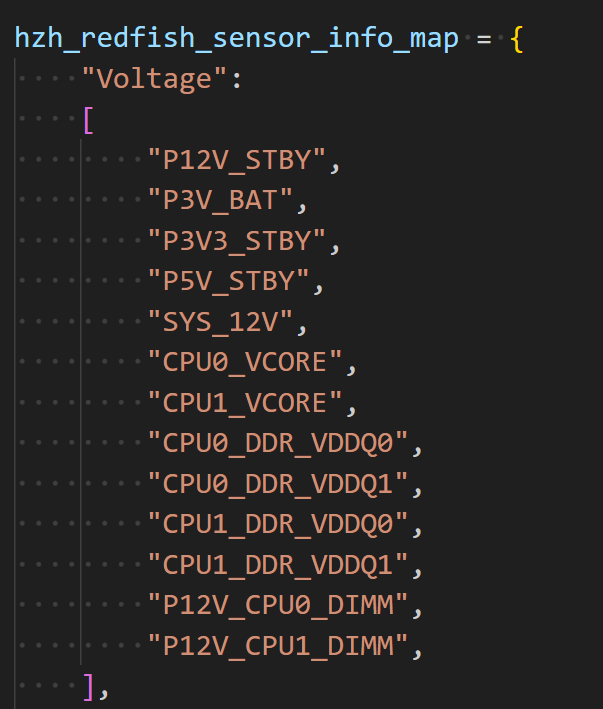 hzh_redfish_sensor_info_map = {
    "Voltage":
    [
        "P12V_STBY",
        "P3V_BAT",
        "P3V3_STBY",
        "P5V_STBY",
        "SYS_12V",
        "CPU0_VCORE",
        "CPU1_VCORE",
        "CPU0_DDR_VDDQ0",
        "CPU0_DDR_VDDQ1",
        "CPU1_DDR_VDDQ0",
        "CPU1_DDR_VDDQ1",
        "P12V_CPU0_DIMM",
        "P12V_CPU1_DIMM",
    ],